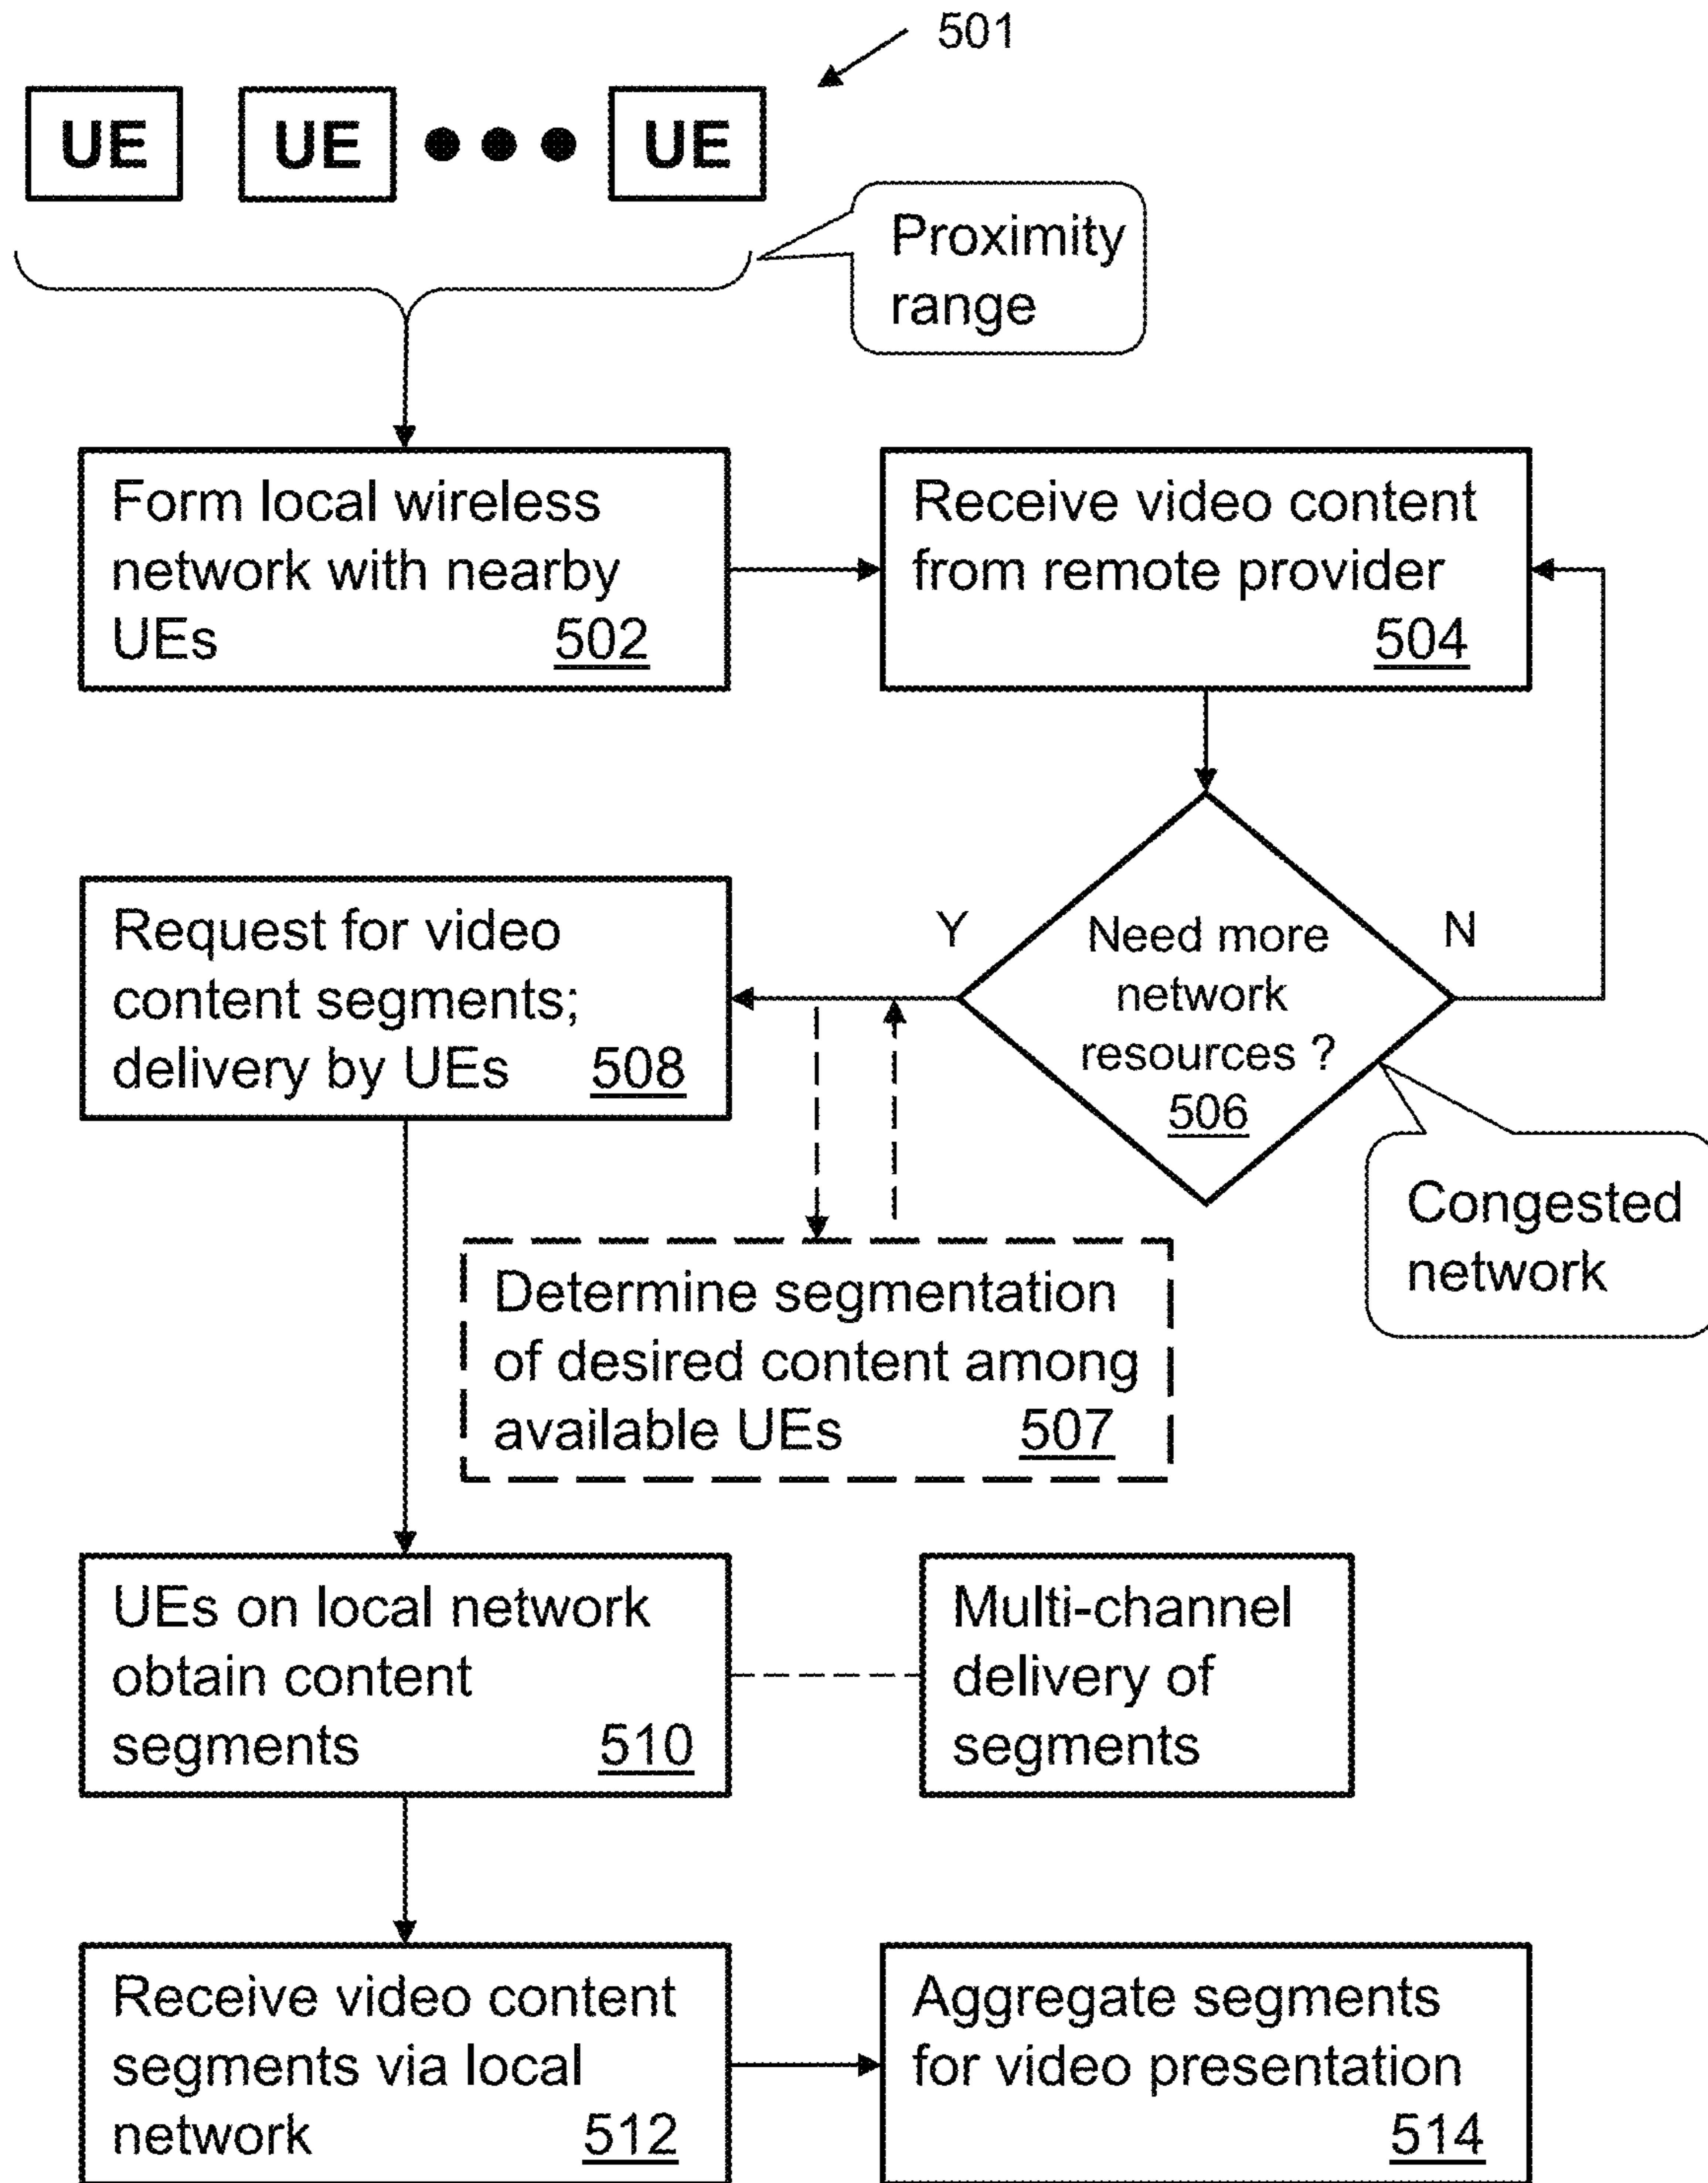 501
UE UE ••• UE
Proximity
range
Form local wireless
network with nearby
UEs 502
Receive video content
from remote provider
504
Need more
network
resources ?
506
Y
N
Congested
network
Determine segmentation
of desired content among
available UEs 507
Request for video
content segments;
delivery by UEs 508
UEs on local network
obtain content
segments 510
Multi-channel
delivery of
segments
Receive video content
segments via local
network 512
Aggregate segments
for video presentation
514